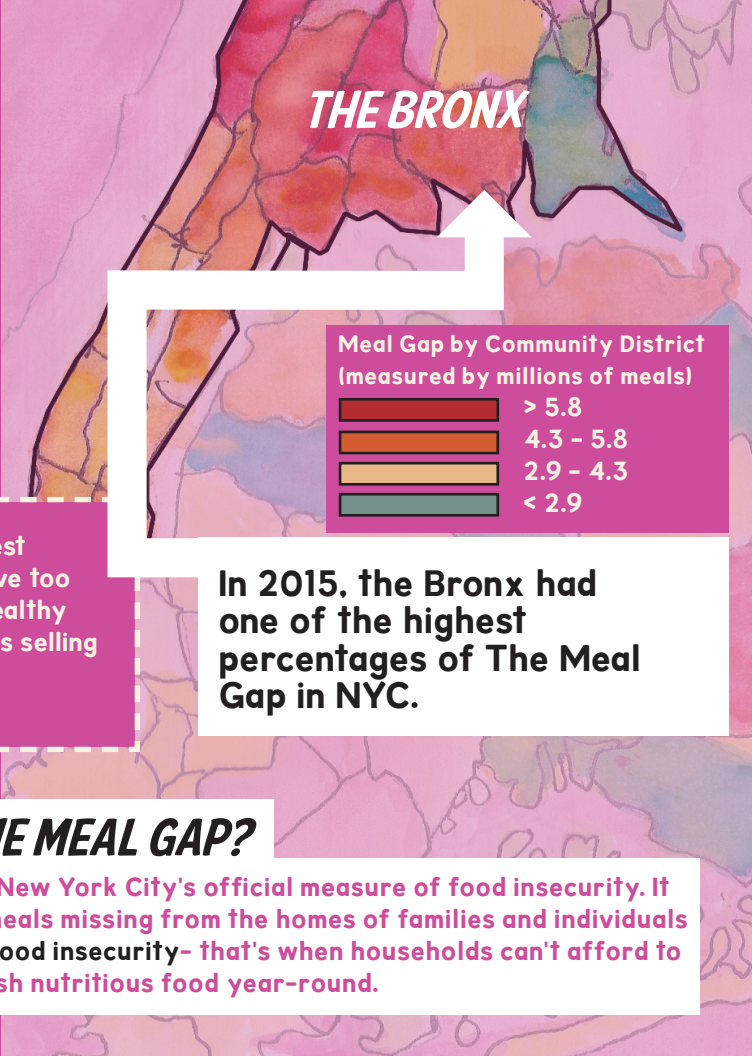 THE BRONX
Meal Gap by Community District
(measured by millions of meals)
> 5.8
4.3 - 5.8
2.9 - 4.3
< 2.9
too
s selling
In 2015, the Bronx had
one of the highest
percentages of The Meal
Gap in NYC.
MEAL GAP?
New York City's official measure of food insecurity. It
missing from the homes of families and individuals
insecurity- that's when households can't afford to
nutritious food year-round.